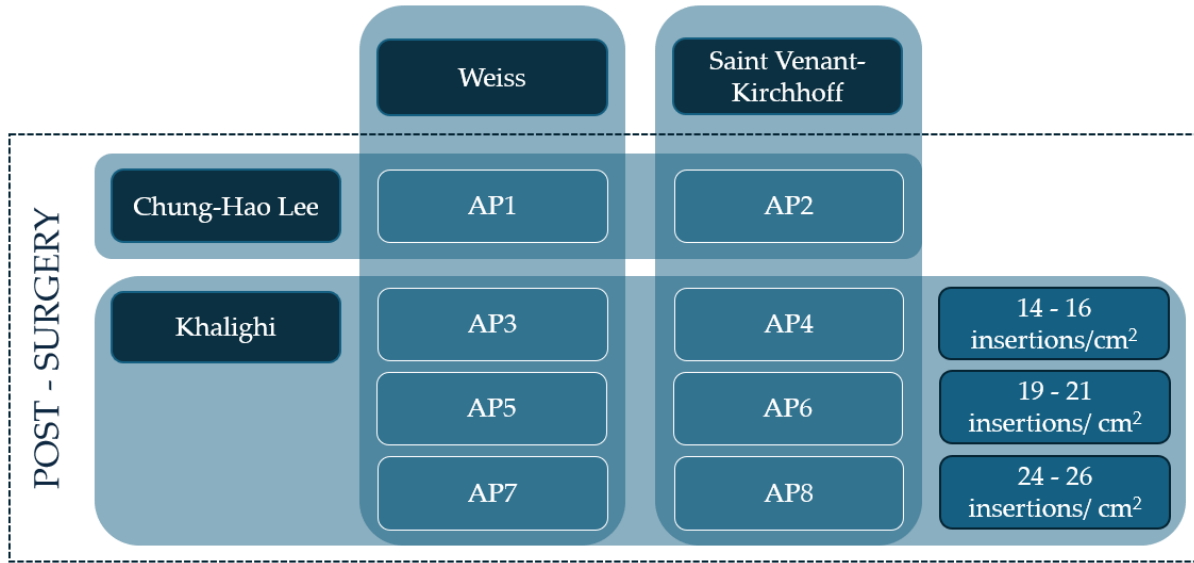 Weiss
Saint Venant-
Kirchhoff
POST - SURGERY
Chung-Hao Lee
AP1
AP2
Khalighi
AP3
AP4
14 - 16
insertions/cm²
AP5
AP6
19 - 21
insertions/ cm²
AP7
AP8
24 - 26
insertions/ cm²